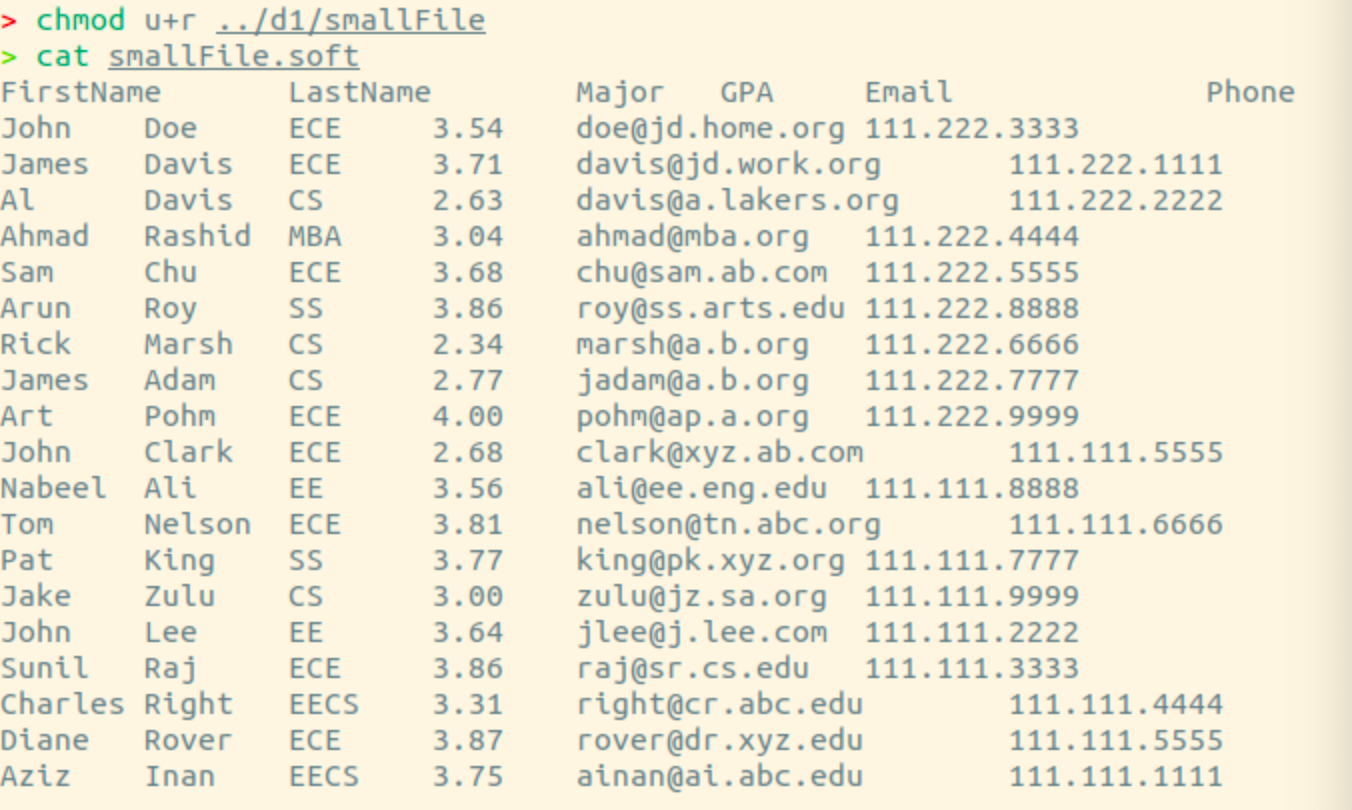 > chmod u+r ../d1/smallFile
> cat smallFile.soft
FirstName       LastName        Major   GPA     Email              Phone
John    Doe     ECE     3.54    doe@jd.home.org 111.222.3333
James   Davis   ECE     3.71    davis@jd.work.org       111.222.1111
Al      Davis   CS      2.63    davis@a.lakers.org      111.222.2222
Ahmad   Rashid  MBA     3.04    ahmad@mba.org   111.222.4444
Sam     Chu     ECE     3.68    chu@sam.ab.com  111.222.5555
Arun    Roy     SS      3.86    roy@ss.arts.edu 111.222.8888
Rick    Marsh   CS      2.34    marsh@a.b.org   111.222.6666
James   Adam    CS      2.77    jadam@a.b.org   111.222.7777
Art     Pohm    ECE     4.00    pohm@ap.a.org   111.222.9999
John    Clark   ECE     2.68    clark@xyz.ab.com        111.111.5555
Nabeel  Ali     EE      3.56    ali@ee.eng.edu  111.111.8888
Tom     Nelson  ECE     3.81    nelson@tn.abc.org       111.111.6666
Pat     King    SS      3.77    king@pk.xyz.org 111.111.7777
Jake    Zulu    CS      3.00    zulu@jz.sa.org  111.111.9999
John    Lee     EE      3.64    jlee@j.lee.com  111.111.2222
Sunil   Raj     ECE     3.86    raj@sr.cs.edu   111.111.3333
Charles Right   EECS    3.31    right@cr.abc.edu        111.111.4444
Diane   Rover   ECE     3.87    rover@dr.xyz.edu        111.111.5555
Aziz    Inan    EECS    3.75    ainan@ai.abc.edu        111.111.1111